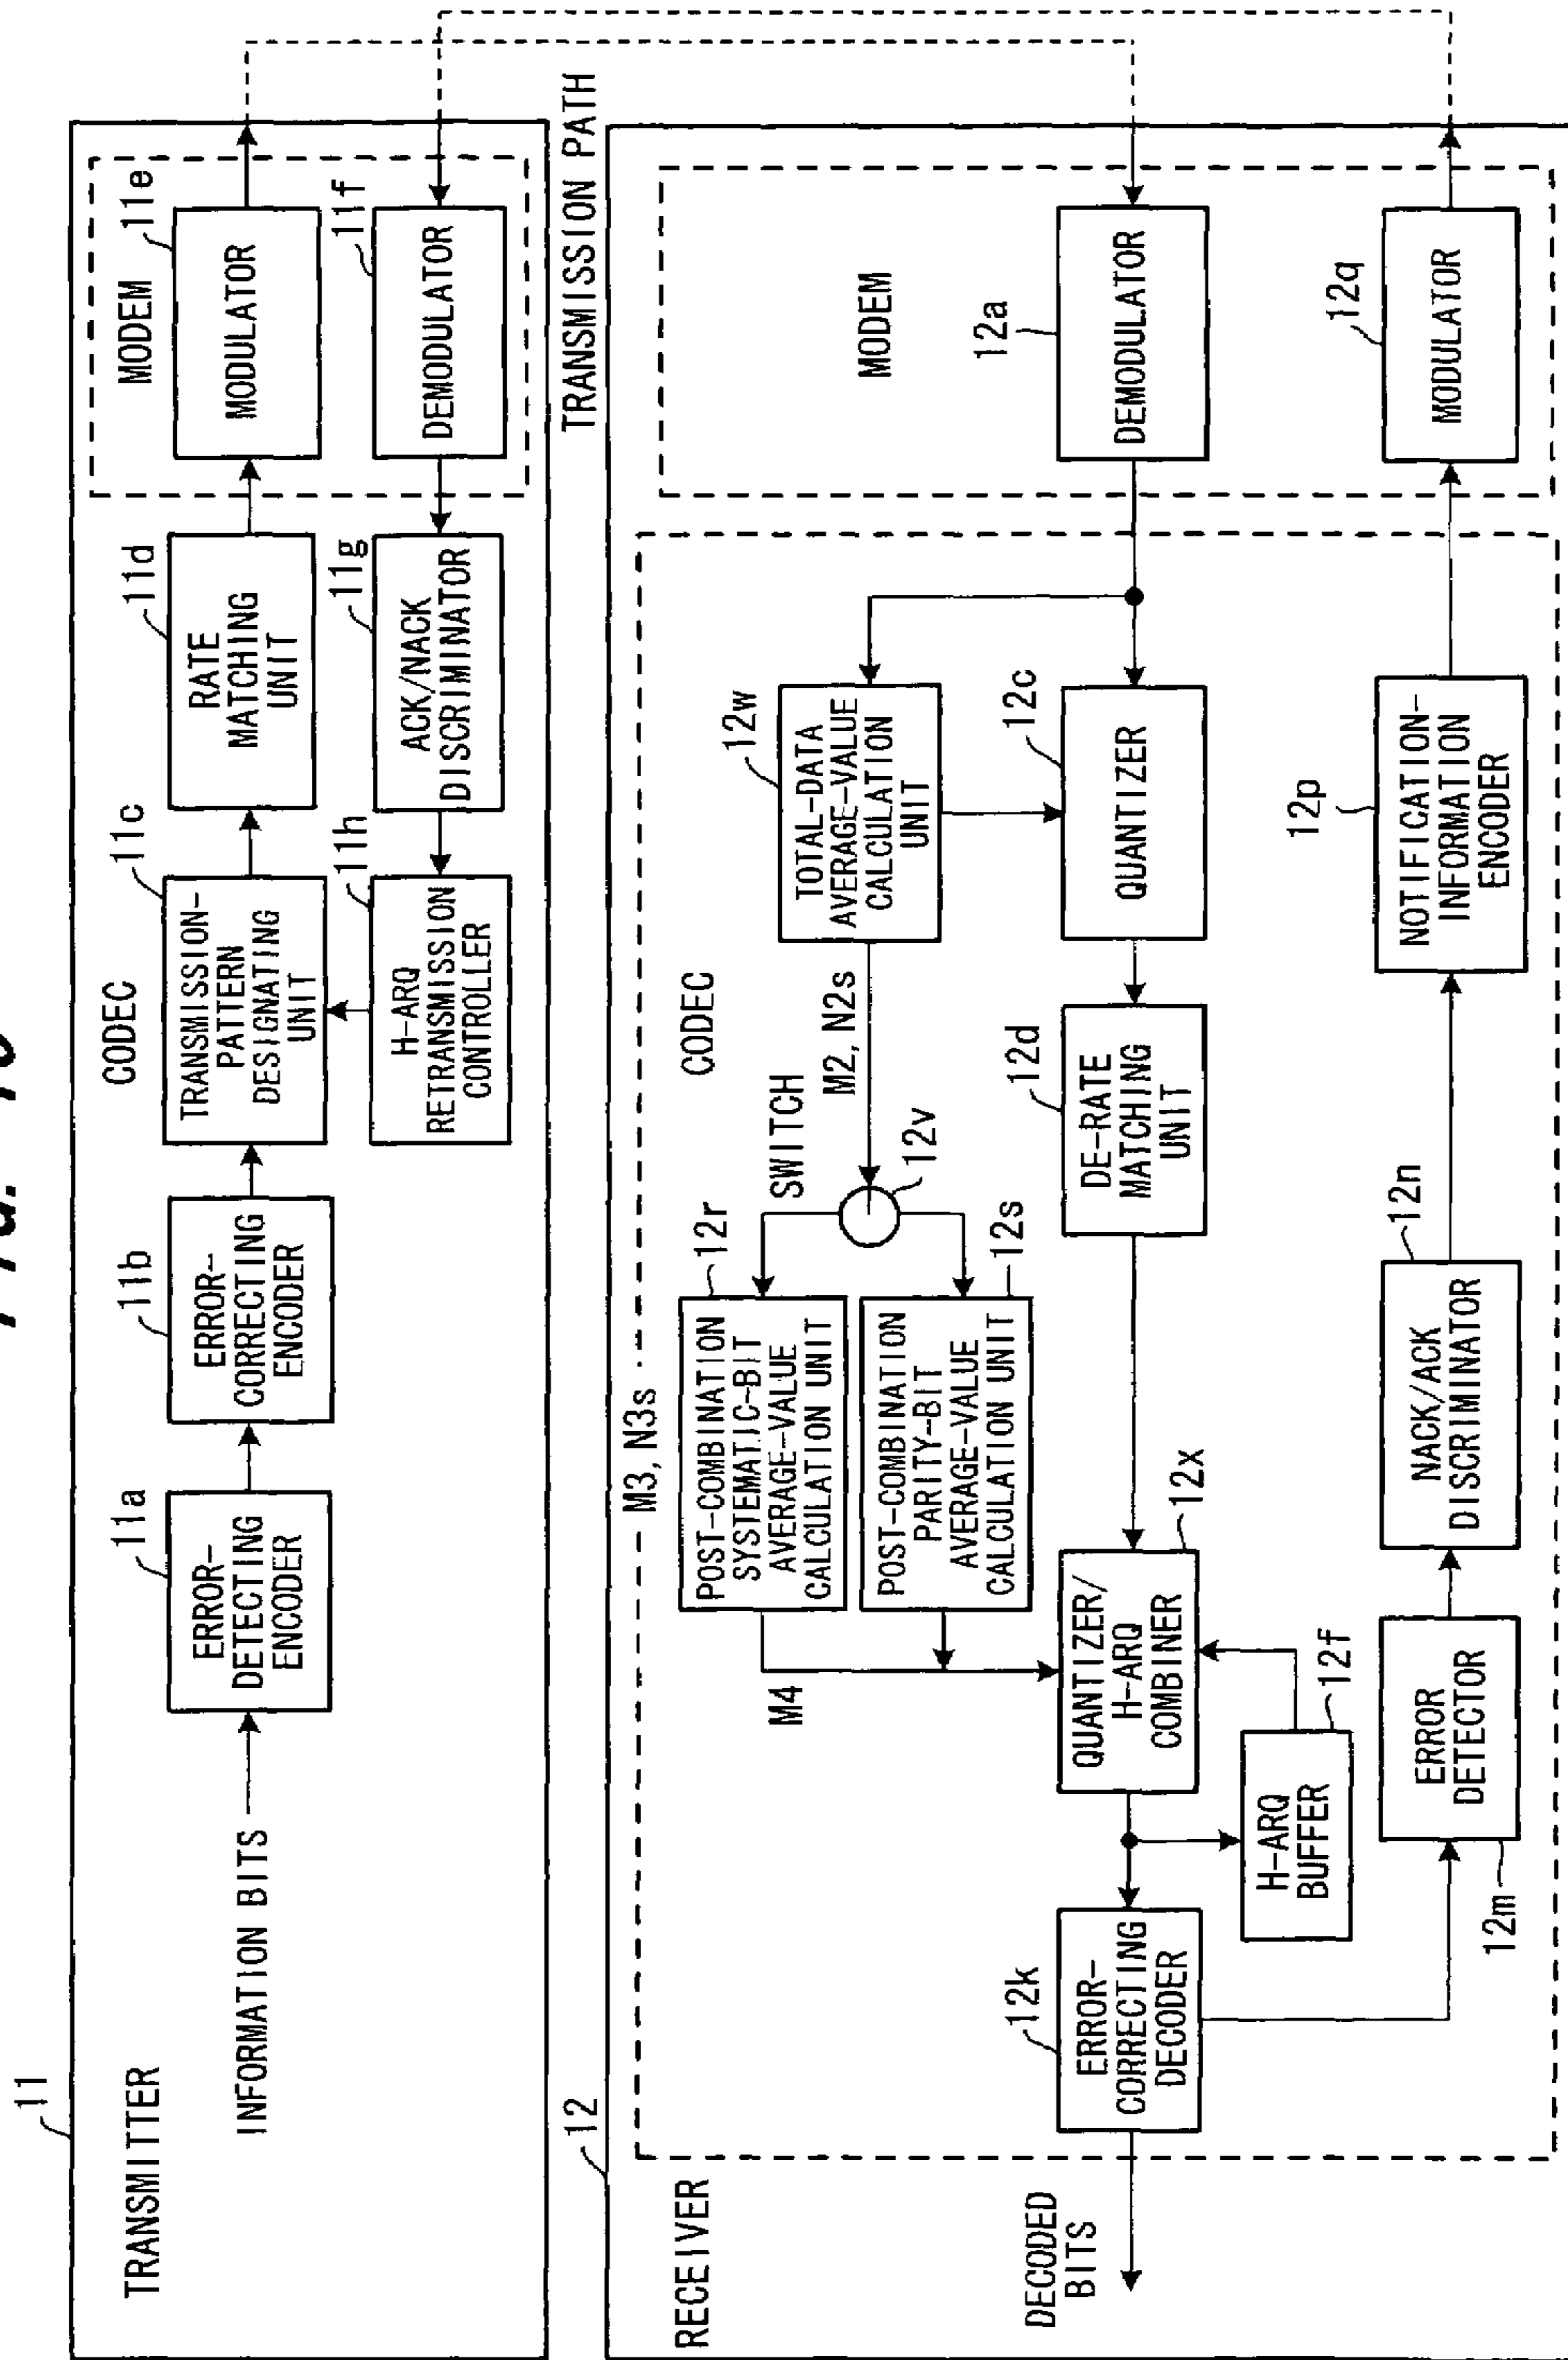 11
TRANSMITTER
INFORMATION BITS
11a
ERROR-
DETECTING
ENCODER
11b
ERROR-
CORRECTING
ENCODER
CODEC
11c
TRANSMISSION-
PATTERN
DESIGNATING
UNIT
11d
RATE
MATCHING
UNIT
MODEM
11e
MODULATOR
11f
DEMODULATOR
11g
ACK/NACK
DISCRIMINATOR
11h
H-ARQ
RETRANSMISSION
CONTROLLER
TRANSMISSION PATH
12
RECEIVER
MODEM
12a
DEMODULATOR
CODEC
12w
TOTAL-DATA
AVERAGE-VALUE
CALCULATION
UNIT
12c
QUANTIZER
M2, N2s
SWITCH
12v
12d
DE-RATE
MATCHING
UNIT
M3, N3s
12r
POST-COMBINATION
SYSTEMATIC-BIT
AVERAGE-VALUE
CALCULATION UNIT
12s
POST-COMBINATION
PARITY-BIT
AVERAGE-VALUE
CALCULATION UNIT
M4
12x
QUANTIZER/
H-ARQ
COMBINER
12f
H-ARQ
BUFFER
12k
ERROR-
CORRECTING
DECODER
DECODED
BITS
12m
ERROR
DETECTOR
12n
NACK/ACK
DISCRIMINATOR
12p
NOTIFICATION-
INFORMATION
ENCODER
12q
MODULATOR